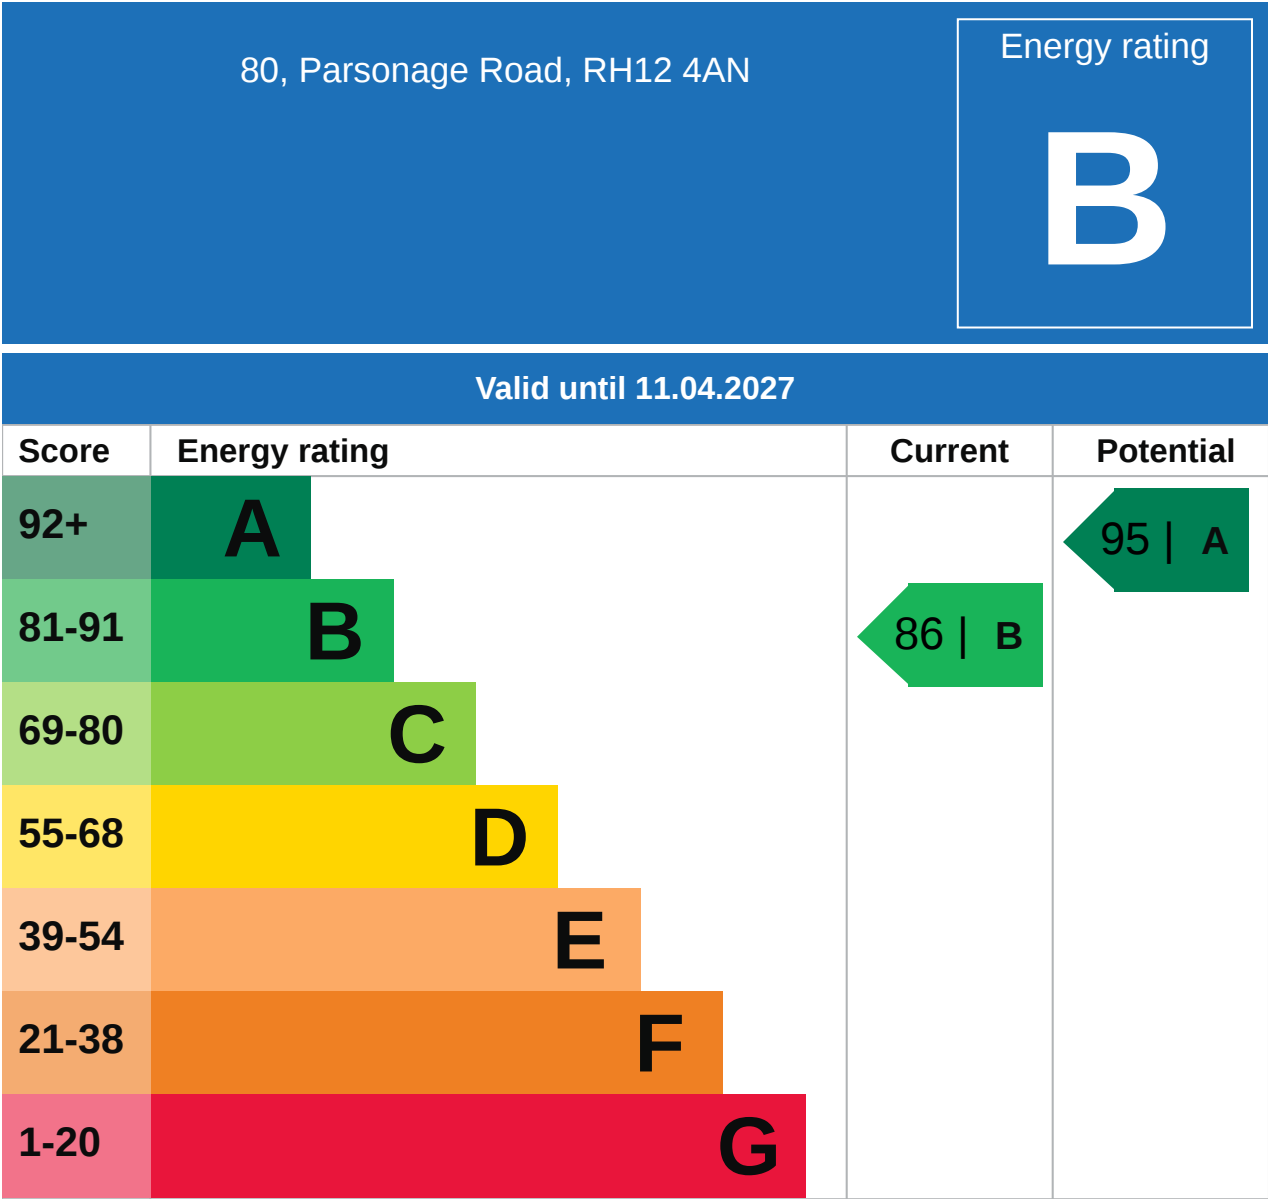 80, Parsonage Road, RH12 4AN
Energy rating
B
Valid until 11.04.2027
Score Energy rating Current Potential
92+ A 95 | A
81-91 B 86 | B
69-80 C
55-68 D
39-54 E
21-38 F
1-20 G